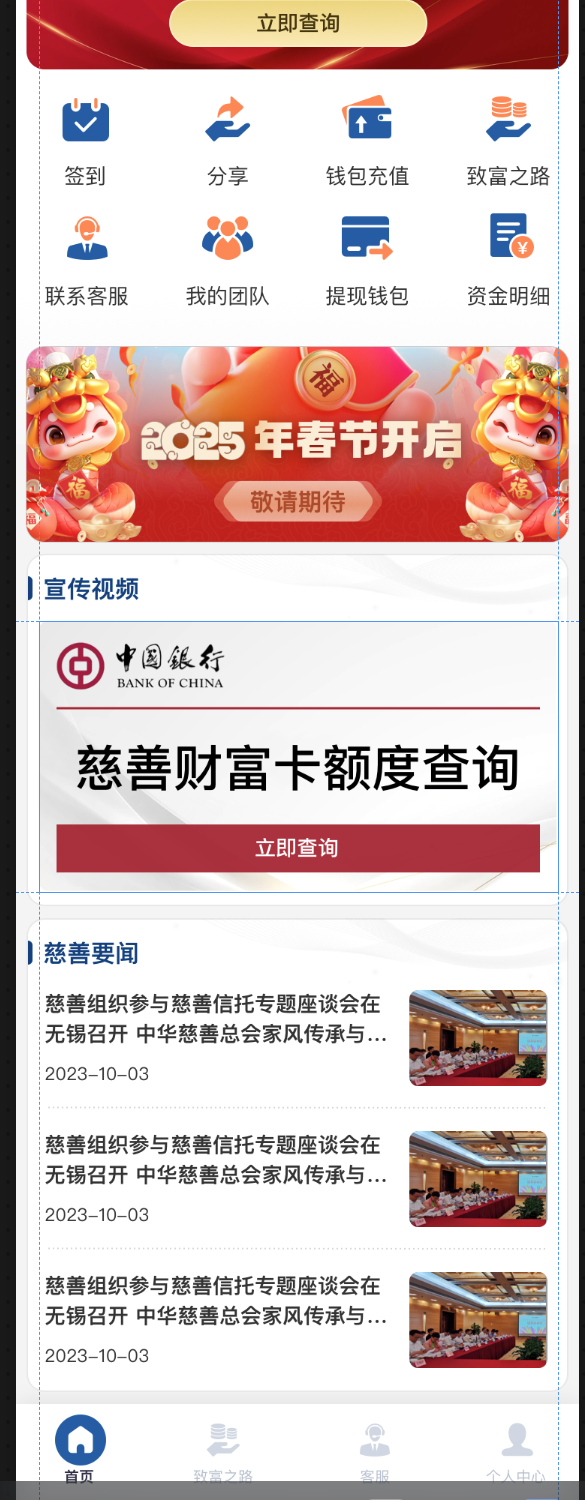 立即查询
签到
分享
钱包充值
致富之路
联系客服
我的团队
提现钱包
资金明细
福
2025 年春节开启
敬请期待
福
福
福
福
宣传视频
中国銀行
BANK OF CHINA
慈善财富卡额度查询
立即查询
慈善要闻
慈善组织参与慈善信托专题座谈会在
无锡召开 中华慈善总会家风传承与...
2023-10-03
慈善组织参与慈善信托专题座谈会在
无锡召开 中华慈善总会家风传承与...
2023-10-03
慈善组织参与慈善信托专题座谈会在
无锡召开 中华慈善总会家风传承与...
2023-10-03
首页
致富之路
客服
个人中心